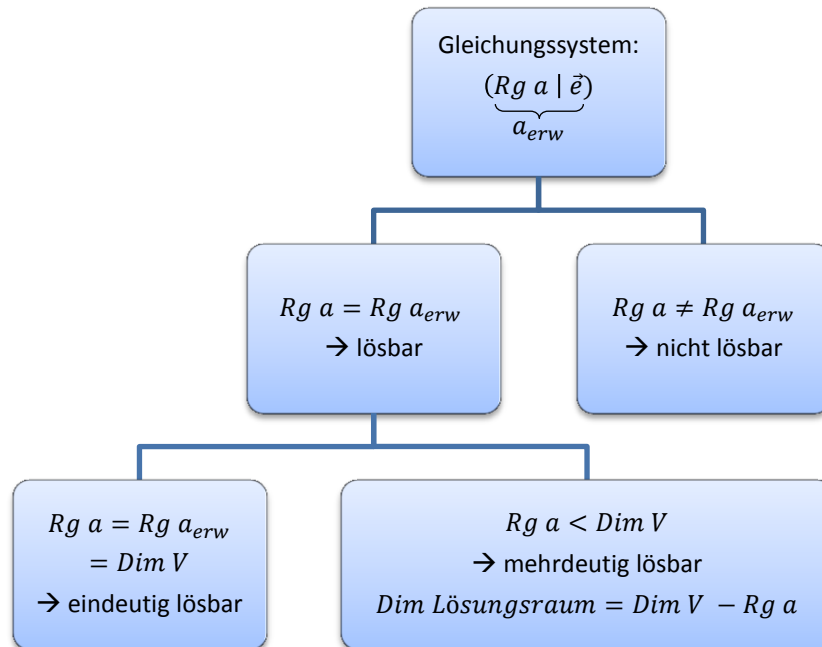 Gleichungssystem:
(Rg a | e⃗)
a_erw
Rg a = Rg a_erw
→ lösbar
Rg a ≠ Rg a_erw
→ nicht lösbar
Rg a = Rg a_erw
= Dim V
→ eindeutig lösbar
Rg a < Dim V
→ mehrdeutig lösbar
Dim Lösungsraum = Dim V − Rg a